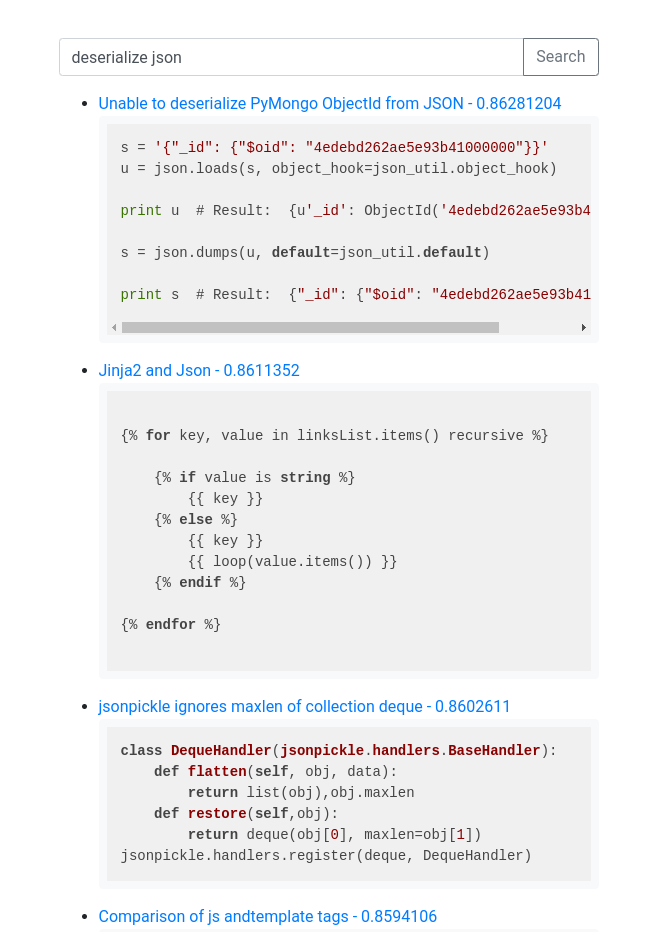 deserialize json
Search
Unable to deserialize PyMongo ObjectId from JSON - 0.86281204
s = '{"_id": {"$oid": "4edebd262ae5e93b41000000"}}'
u = json.loads(s, object_hook=json_util.object_hook)
print u  # Result:  {u'_id': ObjectId('4edebd262ae5e93b4
s = json.dumps(u, default=json_util.default)
print s  # Result:  {"_id": {"$oid": "4edebd262ae5e93b41
Jinja2 and Json - 0.8611352
{% for key, value in linksList.items() recursive %}
    {% if value is string %}
        {{ key }}
    {% else %}
        {{ key }}
        {{ loop(value.items()) }}
    {% endif %}
{% endfor %}
jsonpickle ignores maxlen of collection deque - 0.8602611
class DequeHandler(jsonpickle.handlers.BaseHandler):
    def flatten(self, obj, data):
        return list(obj),obj.maxlen
    def restore(self,obj):
        return deque(obj[0], maxlen=obj[1])
jsonpickle.handlers.register(deque, DequeHandler)
Comparison of js andtemplate tags - 0.8594106